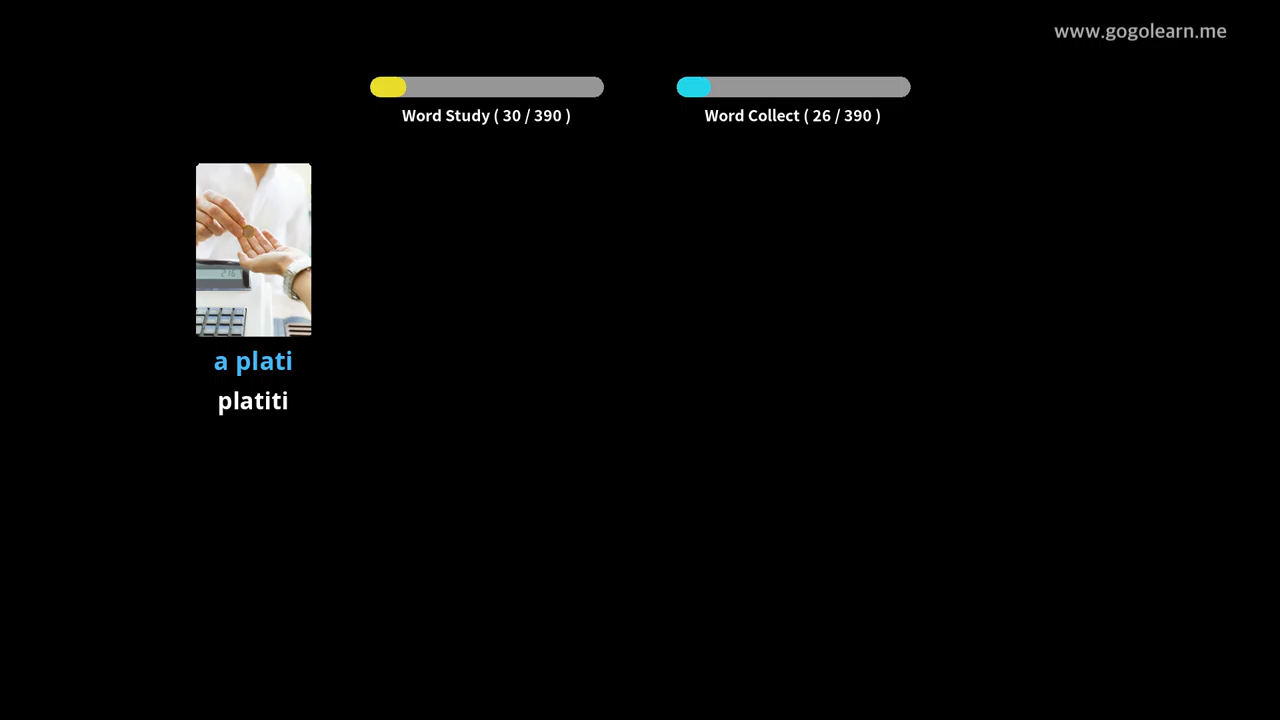 www.gogolearn.me
Word Study ( 30 / 390 )
Word Collect ( 26 / 390 )
a plati
platiti